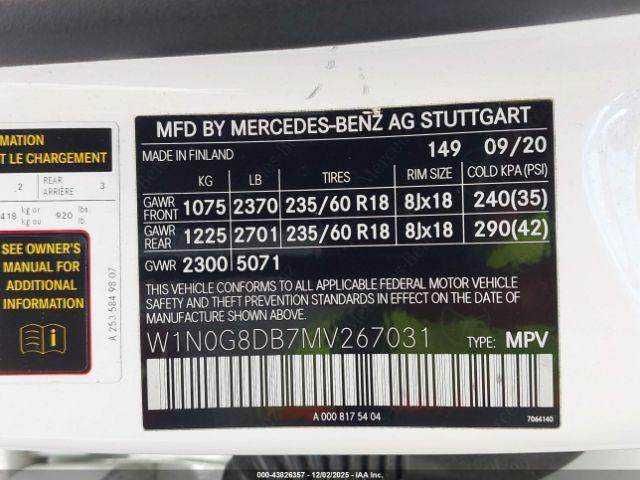 MATION
T LE CHARGEMENT
2 REAR ARRIÈRE 3
418 kg or kg ou 920 lbs. lb.
SEE OWNER'S
MANUAL FOR
ADDITIONAL
INFORMATION
A 253 584 98 07
MFD BY MERCEDES-BENZ AG STUTTGART
MADE IN FINLAND 149 09/20
KG LB TIRES RIM SIZE COLD KPA (PSI)
GAWR FRONT 1075 2370 235/60 R18 8Jx18 240(35)
GAWR REAR 1225 2701 235/60 R18 8Jx18 290(42)
GVWR 2300 5071
THIS VEHICLE CONFORMS TO ALL APPLICABLE FEDERAL MOTOR VEHICLE
SAFETY AND THEFT PREVENTION STANDARDS IN EFFECT ON THE DATE OF
MANUFACTURE SHOWN ABOVE.
W1N0G8DB7MV267031 TYPE: MPV
A 000 817 54 04
7064140
000-43826357 - 12/02/2025 - IAA Inc.